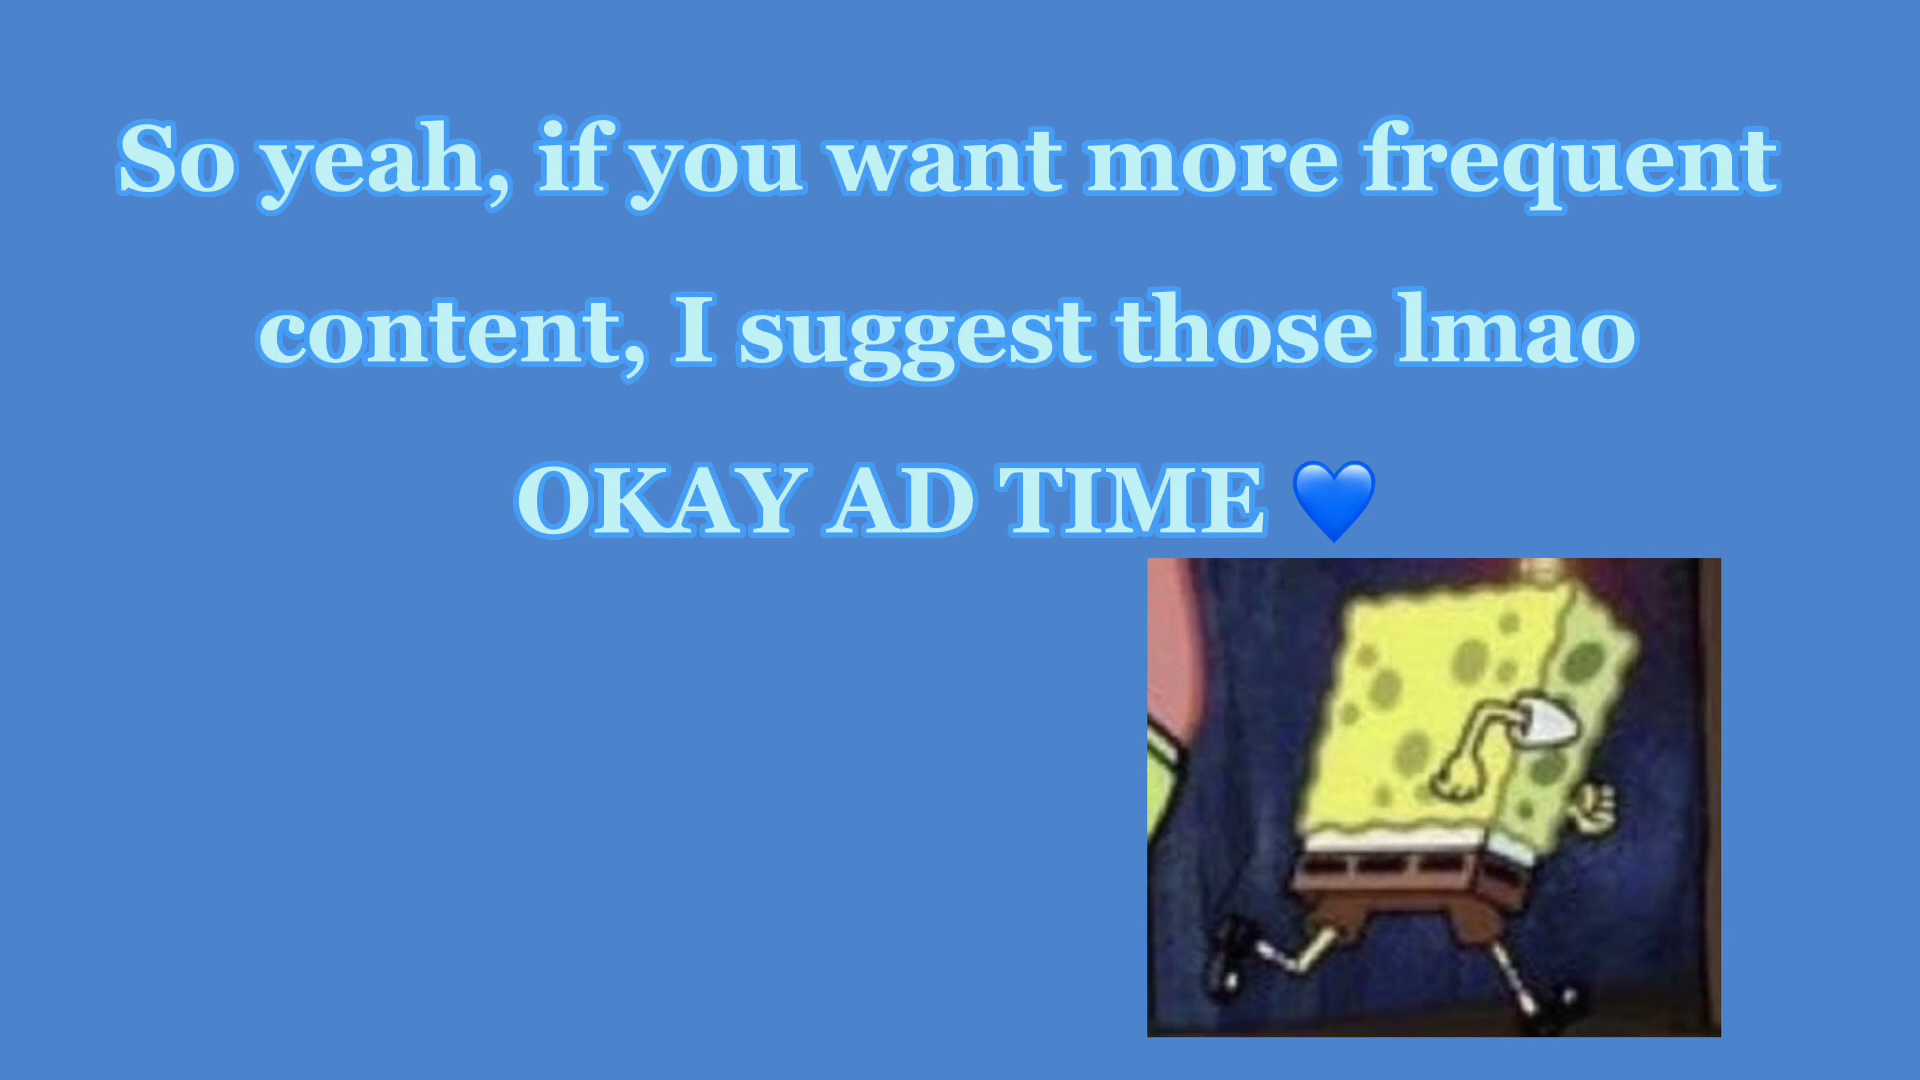 So yeah, if you want more frequent
content, I suggest those lmao
OKAY AD TIME 💙